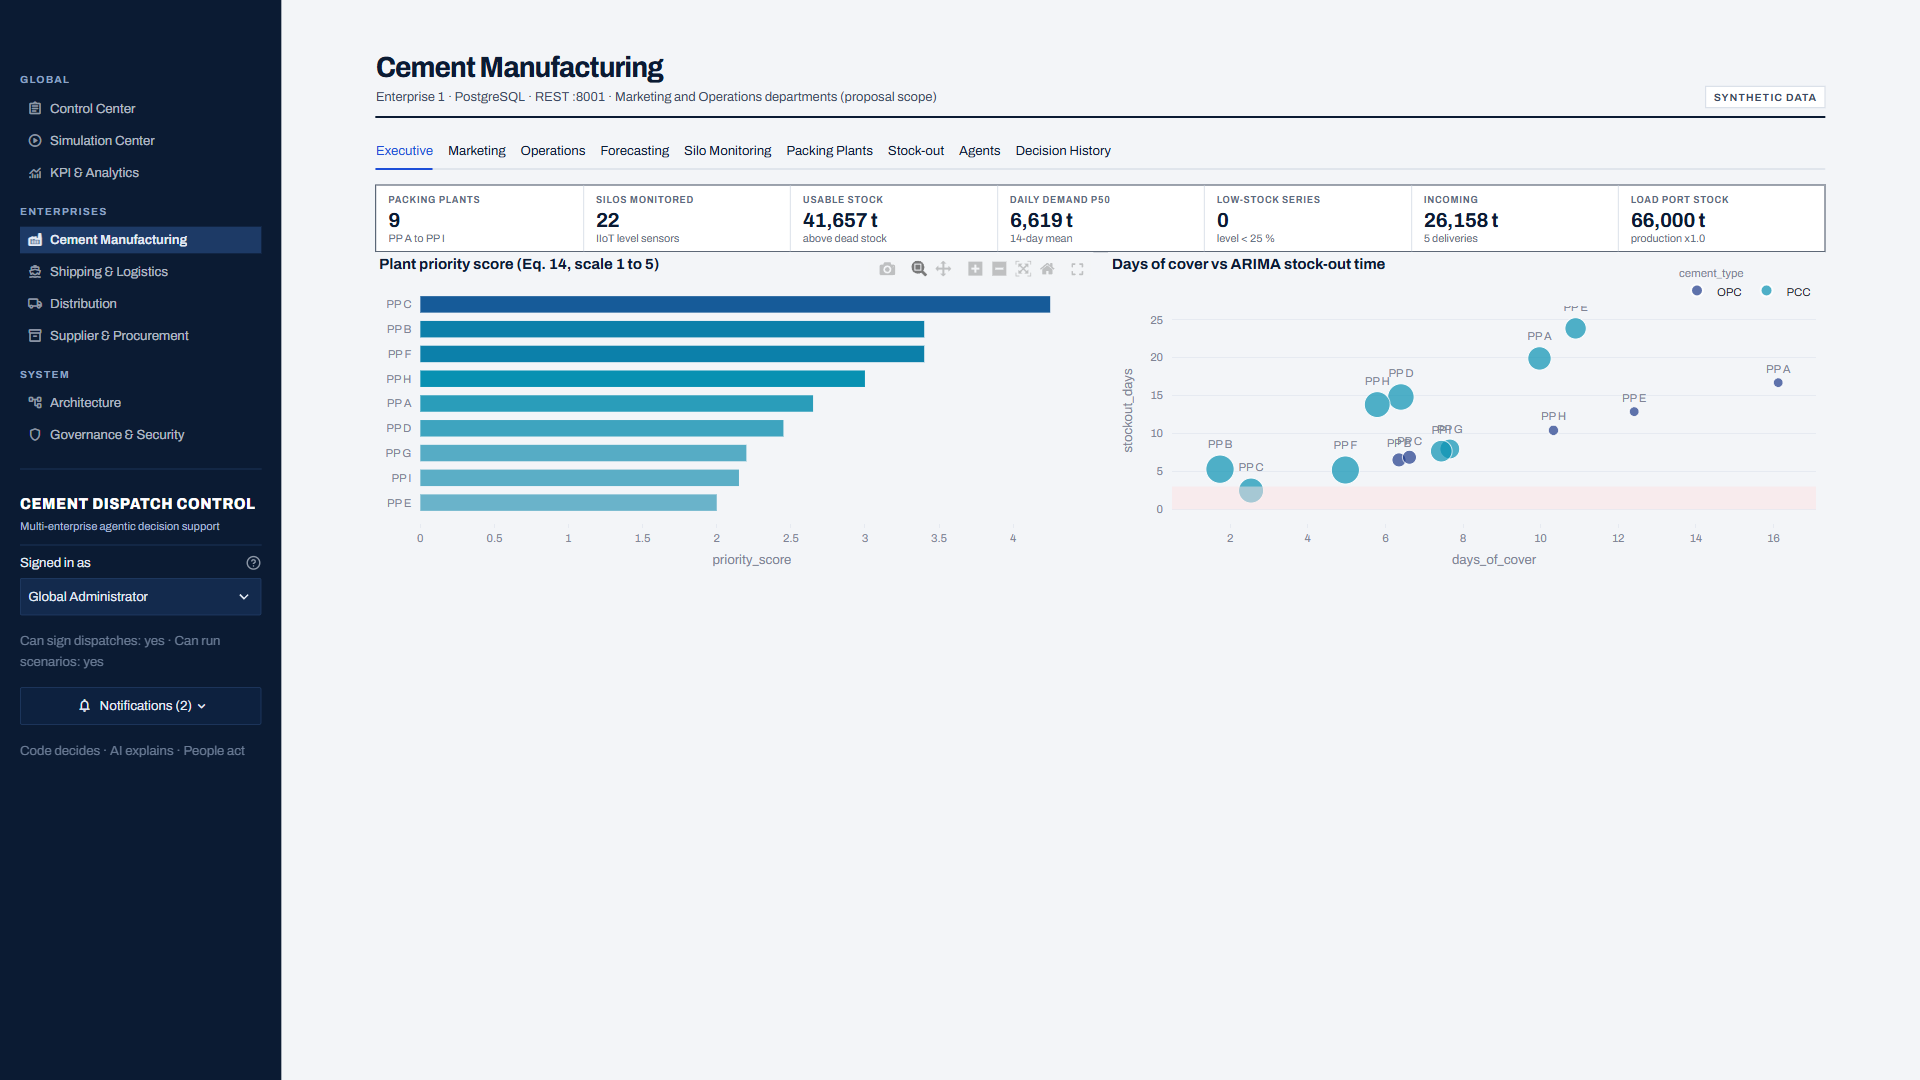 GLOBAL
Control Center
Simulation Center
KPI & Analytics
ENTERPRISES
Cement Manufacturing
Shipping & Logistics
Distribution
Supplier & Procurement
SYSTEM
Architecture
Governance & Security
CEMENT DISPATCH CONTROL
Multi-enterprise agentic decision support
Signed in as
Global Administrator
Can sign dispatches: yes · Can run
scenarios: yes
Notifications (2)
Code decides · AI explains · People act
Cement Manufacturing
Enterprise 1 · PostgreSQL · REST :8001 · Marketing and Operations departments (proposal scope)
SYNTHETIC DATA
Executive Marketing Operations Forecasting Silo Monitoring Packing Plants Stock-out Agents Decision History
PACKING PLANTS
9
PP A to PP I
SILOS MONITORED
22
IIoT level sensors
USABLE STOCK
41,657 t
above dead stock
DAILY DEMAND P50
6,619 t
14-day mean
LOW-STOCK SERIES
0
level < 25 %
INCOMING
26,158 t
5 deliveries
LOAD PORT STOCK
66,000 t
production x1.0
Plant priority score (Eq. 14, scale 1 to 5)
PP C
PP B
PP F
PP H
PP A
PP D
PP G
PP I
PP E
0 0.5 1 1.5 2 2.5 3 3.5 4
priority_score
Days of cover vs ARIMA stock-out time
cement_type
OPC PCC
stockout_days
25
20
15
10
5
0
PP E
PP A
PP A
PP D
PP H
PP E
PP H
PP I
PP G
PP B
PP C
PP B
PP F
PP C
2 4 6 8 10 12 14 16
days_of_cover